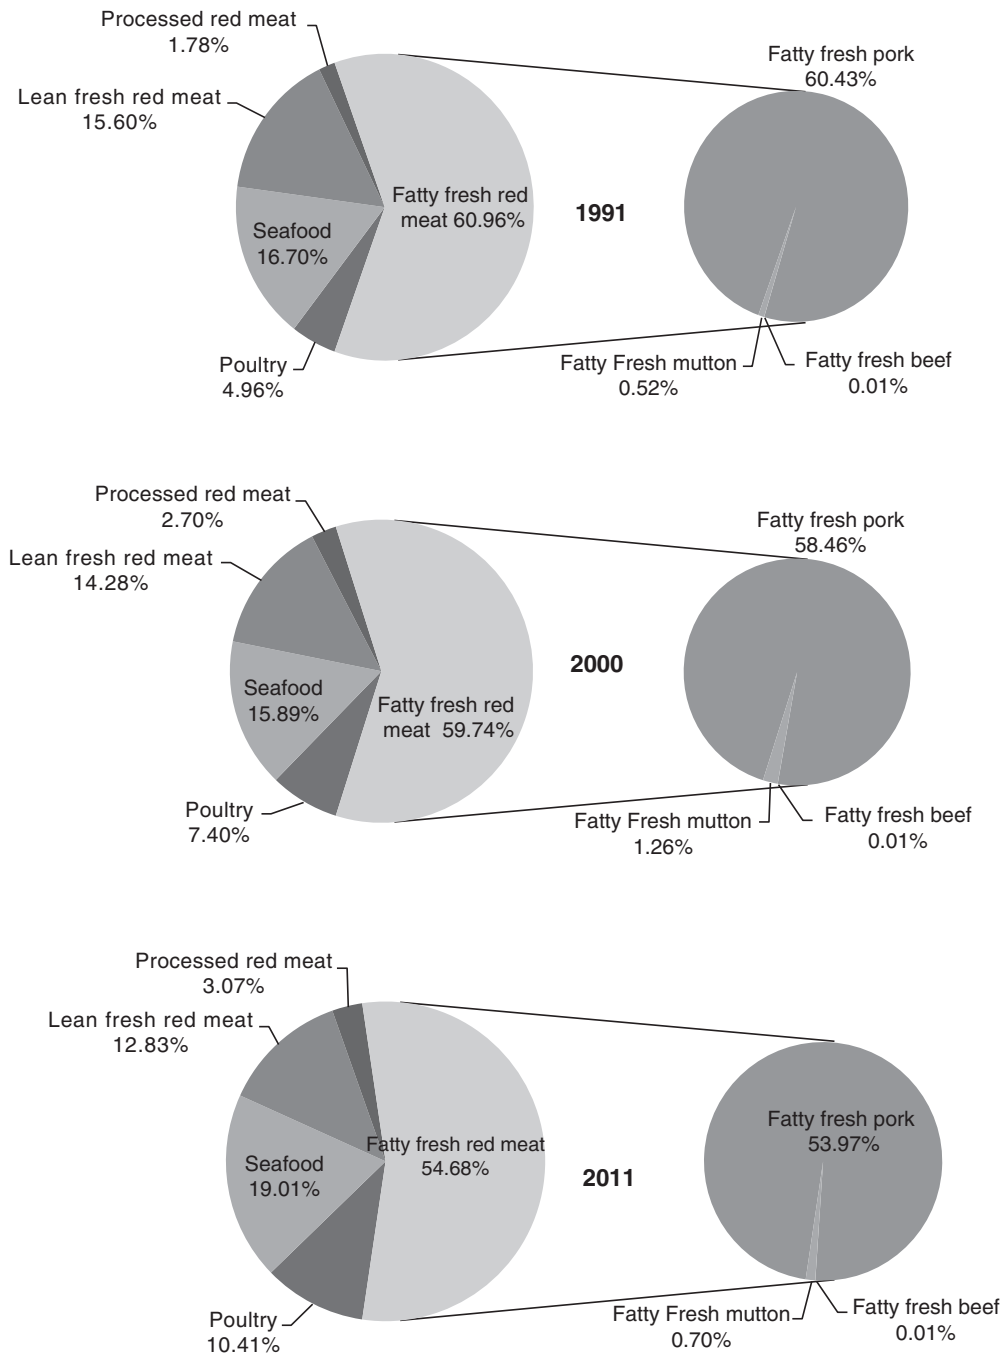 Processed red meat
1.78%
Lean fresh red meat
15.60%
Seafood
16.70%
Poultry
4.96%
Fatty fresh red
meat 60.96%
1991
Fatty fresh pork
60.43%
Fatty Fresh mutton
0.52%
Fatty fresh beef
0.01%
Processed red meat
2.70%
Lean fresh red meat
14.28%
Seafood
15.89%
Poultry
7.40%
Fatty fresh red
meat 59.74%
2000
Fatty fresh pork
58.46%
Fatty Fresh mutton
1.26%
Fatty fresh beef
0.01%
Processed red meat
3.07%
Lean fresh red meat
12.83%
Seafood
19.01%
Poultry
10.41%
Fatty fresh red meat
54.68%
2011
Fatty fresh pork
53.97%
Fatty Fresh mutton
0.70%
Fatty fresh beef
0.01%